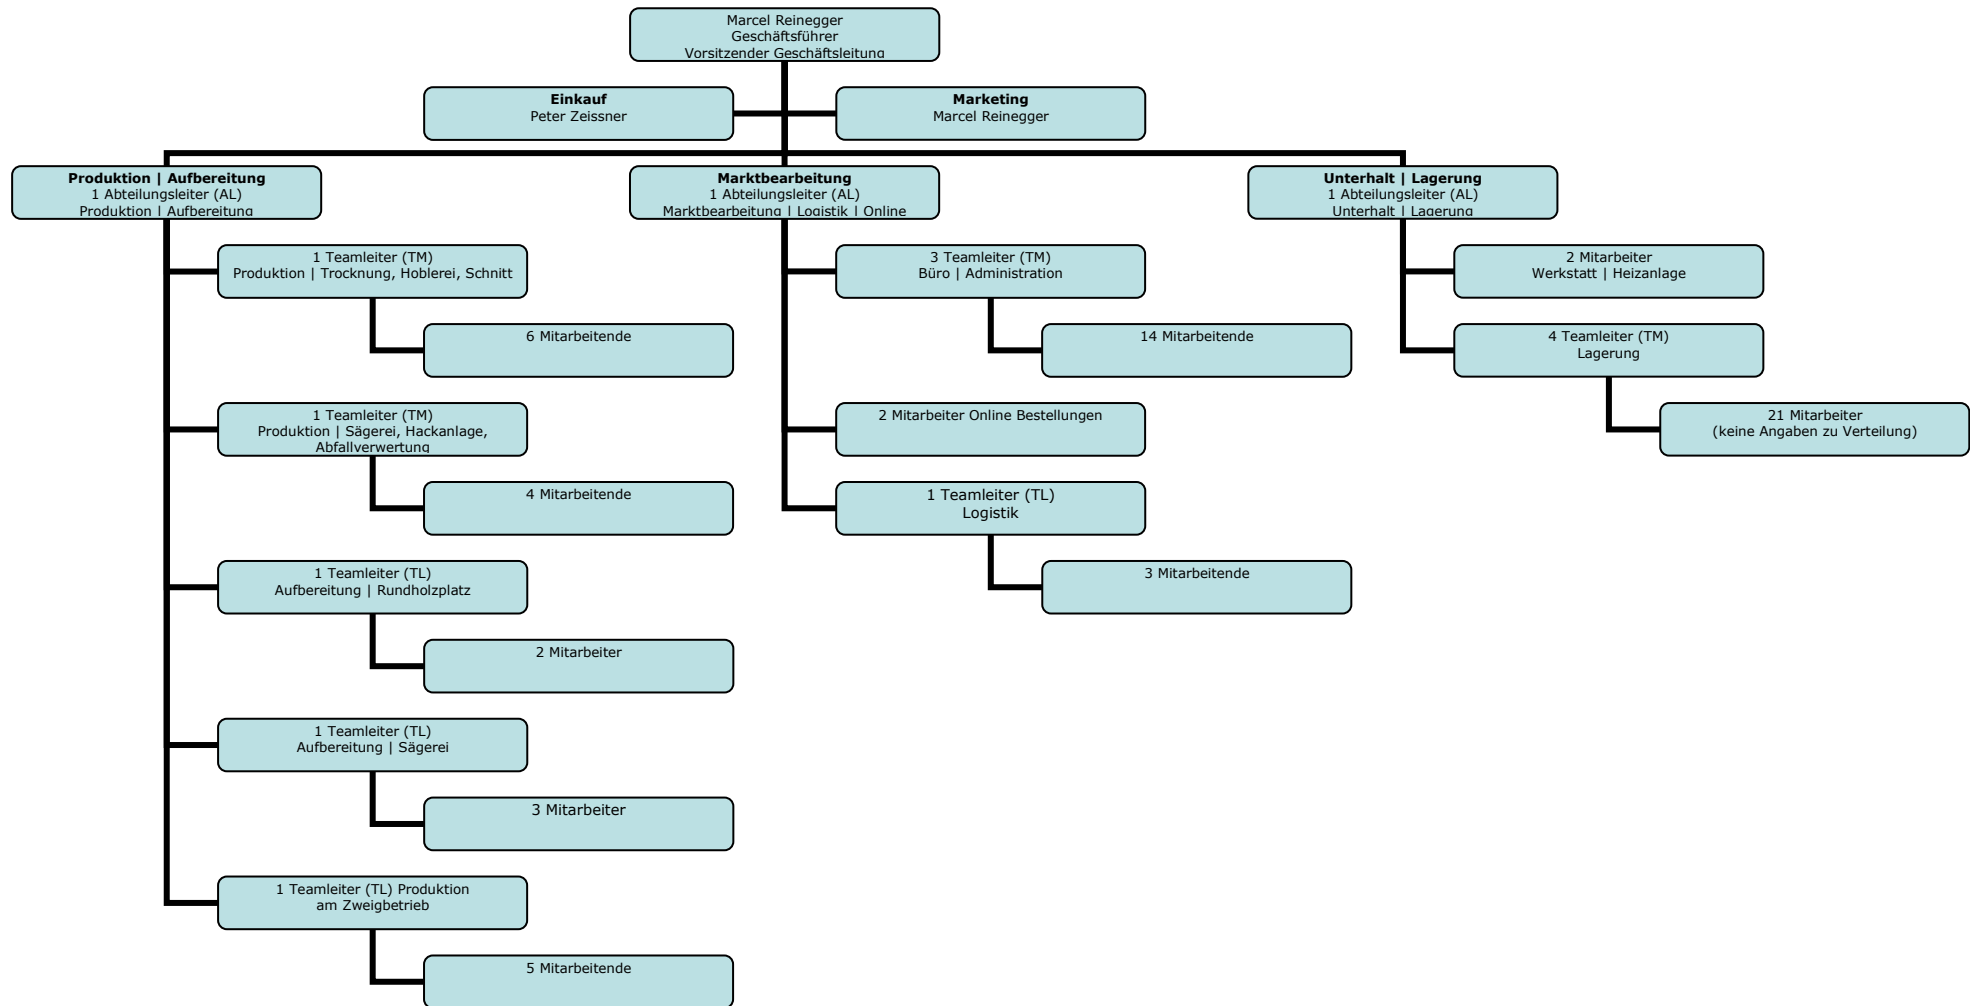 Marcel Reinegger
Geschäftsführer
Vorsitzender Geschäftsleitung
Einkauf
Peter Zeissner
Marketing
Marcel Reinegger
Produktion | Aufbereitung
1 Abteilungsleiter (AL)
Produktion | Aufbereitung
Marktbearbeitung
1 Abteilungsleiter (AL)
Marktbearbeitung | Logistik | Online
Unterhalt | Lagerung
1 Abteilungsleiter (AL)
Unterhalt | Lagerung
1 Teamleiter (TM)
Produktion | Trocknung, Hoblerei, Schnitt
6 Mitarbeitende
1 Teamleiter (TM)
Produktion | Sägerei, Hackanlage,
Abfallverwertung
4 Mitarbeitende
1 Teamleiter (TL)
Aufbereitung | Rundholzplatz
2 Mitarbeiter
1 Teamleiter (TL)
Aufbereitung | Sägerei
3 Mitarbeiter
1 Teamleiter (TL) Produktion
am Zweigbetrieb
5 Mitarbeitende
3 Teamleiter (TM)
Büro | Administration
14 Mitarbeitende
2 Mitarbeiter Online Bestellungen
1 Teamleiter (TL)
Logistik
3 Mitarbeitende
2 Mitarbeiter
Werkstatt | Heizanlage
4 Teamleiter (TM)
Lagerung
21 Mitarbeiter
(keine Angaben zu Verteilung)